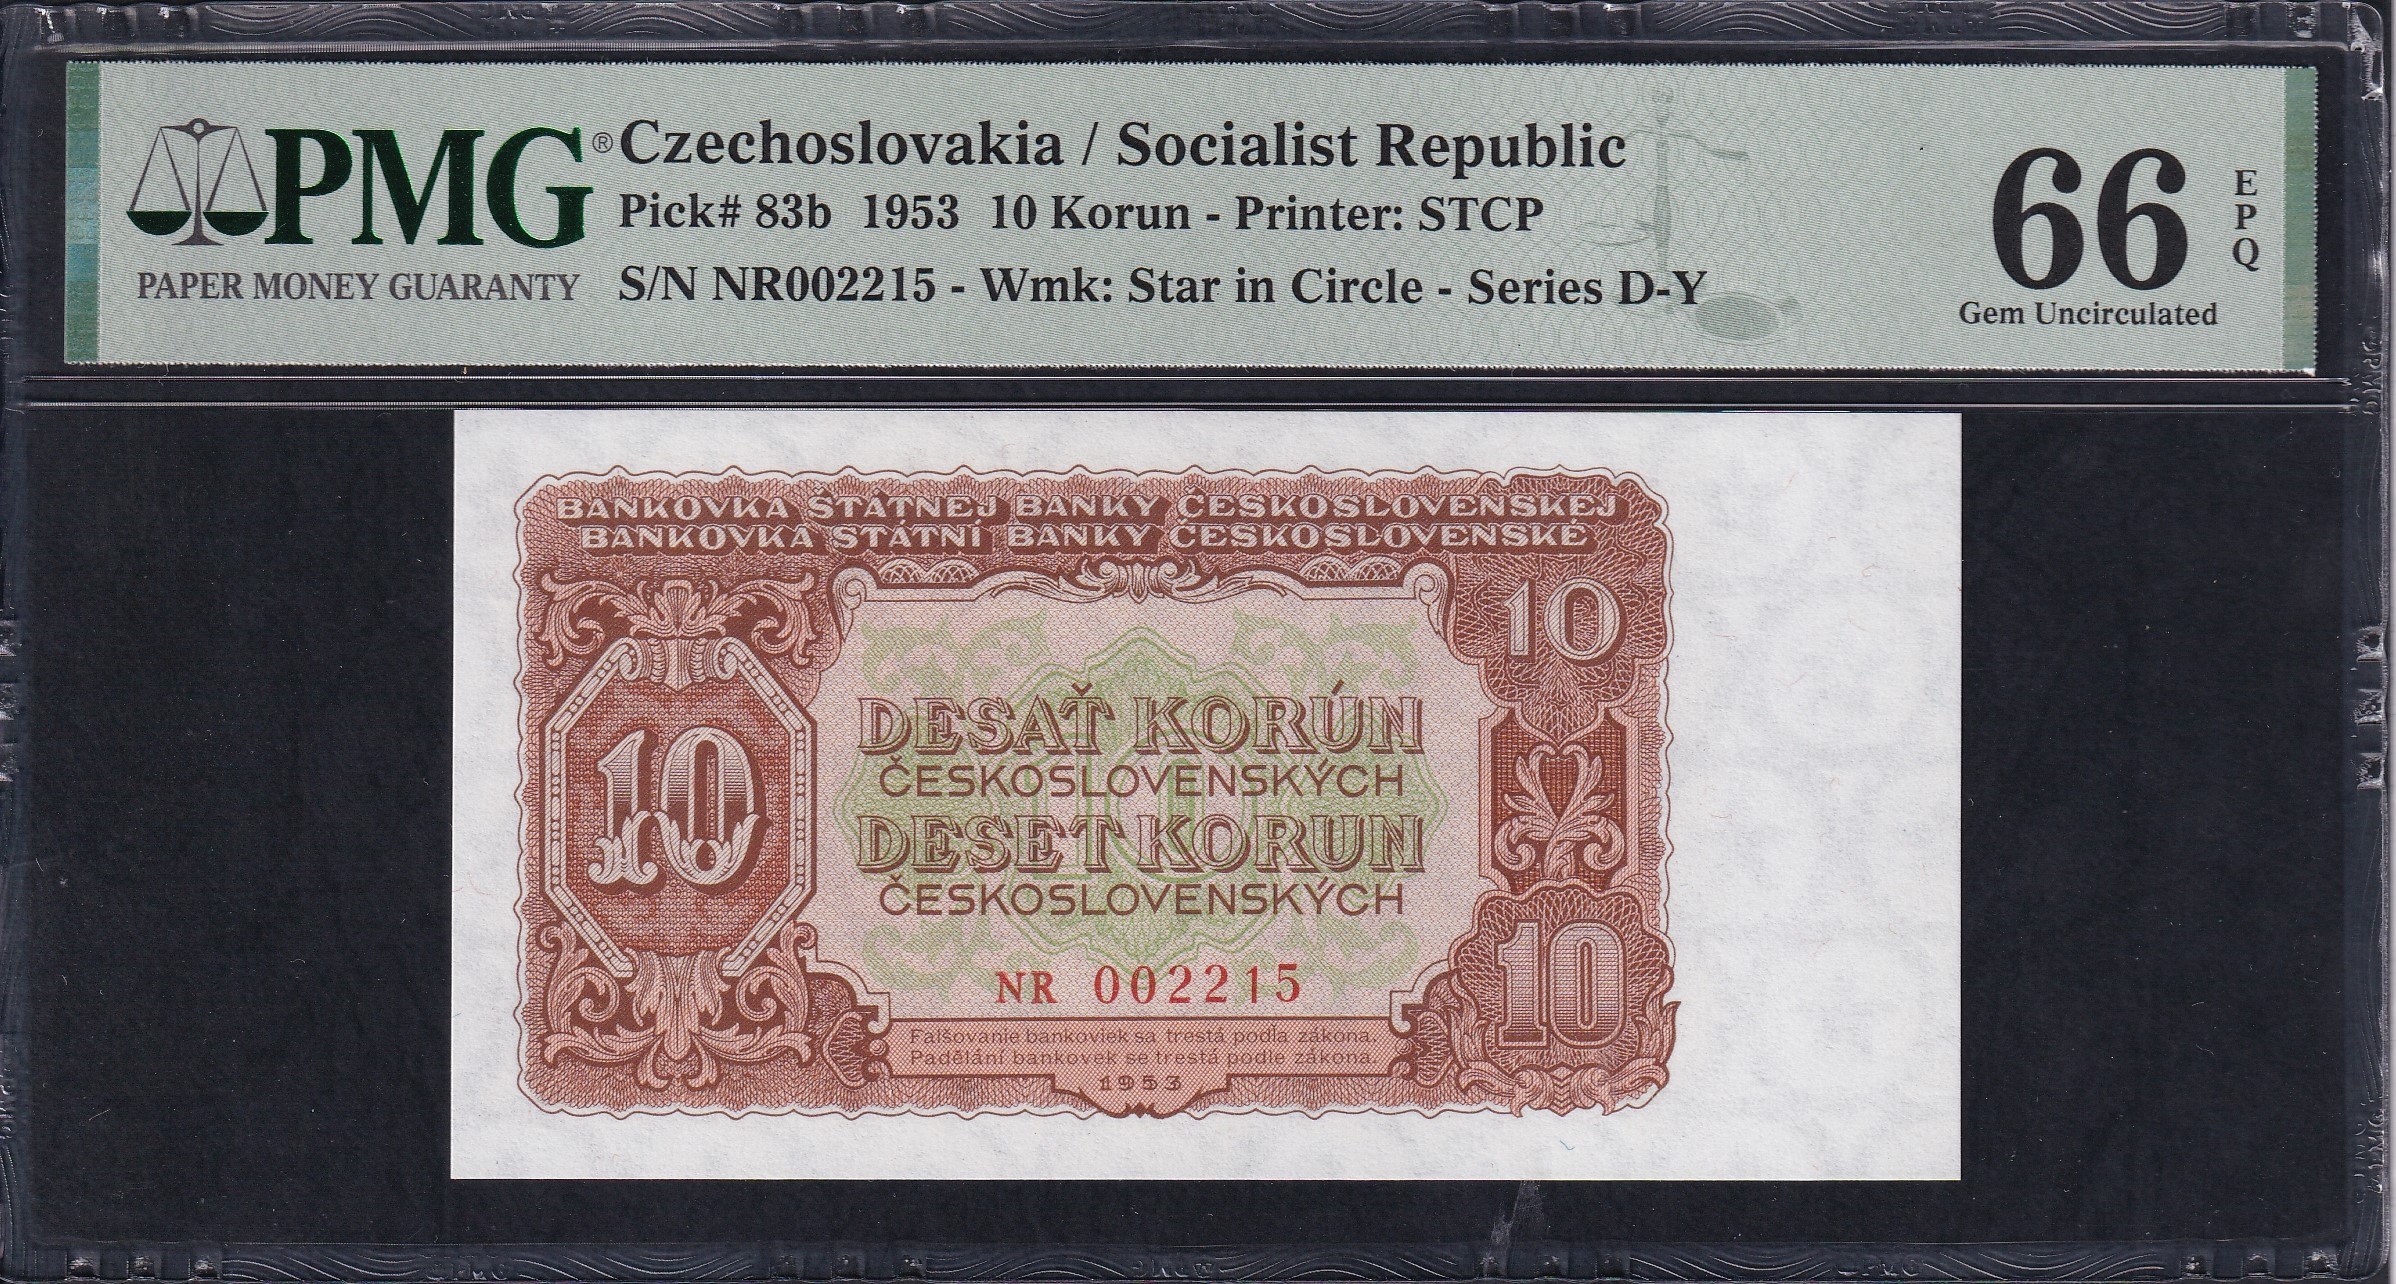 PMG®
PAPER MONEY GUARANTY
Czechoslovakia / Socialist Republic
Pick# 83b 1953 10 Korun - Printer: STCP
S/N NR002215 - Wmk: Star in Circle - Series D-Y
66
EPQ
Gem Uncirculated
BANKOVKA ŠTÁTNEJ BANKY ČESKOSLOVENSKEJ
BANKOVKA STÁTNÍ BANKY ČESKOSLOVENSKÉ
10
10
DESAŤ KORÚN
ČESKOSLOVENSKÝCH
DESET KORUN
ČESKOSLOVENSKÝCH
10
NR 002215
Falšovanie bankoviek sa trestá podľa zákona.
Padělání bankovek se trestá podle zákona.
1953